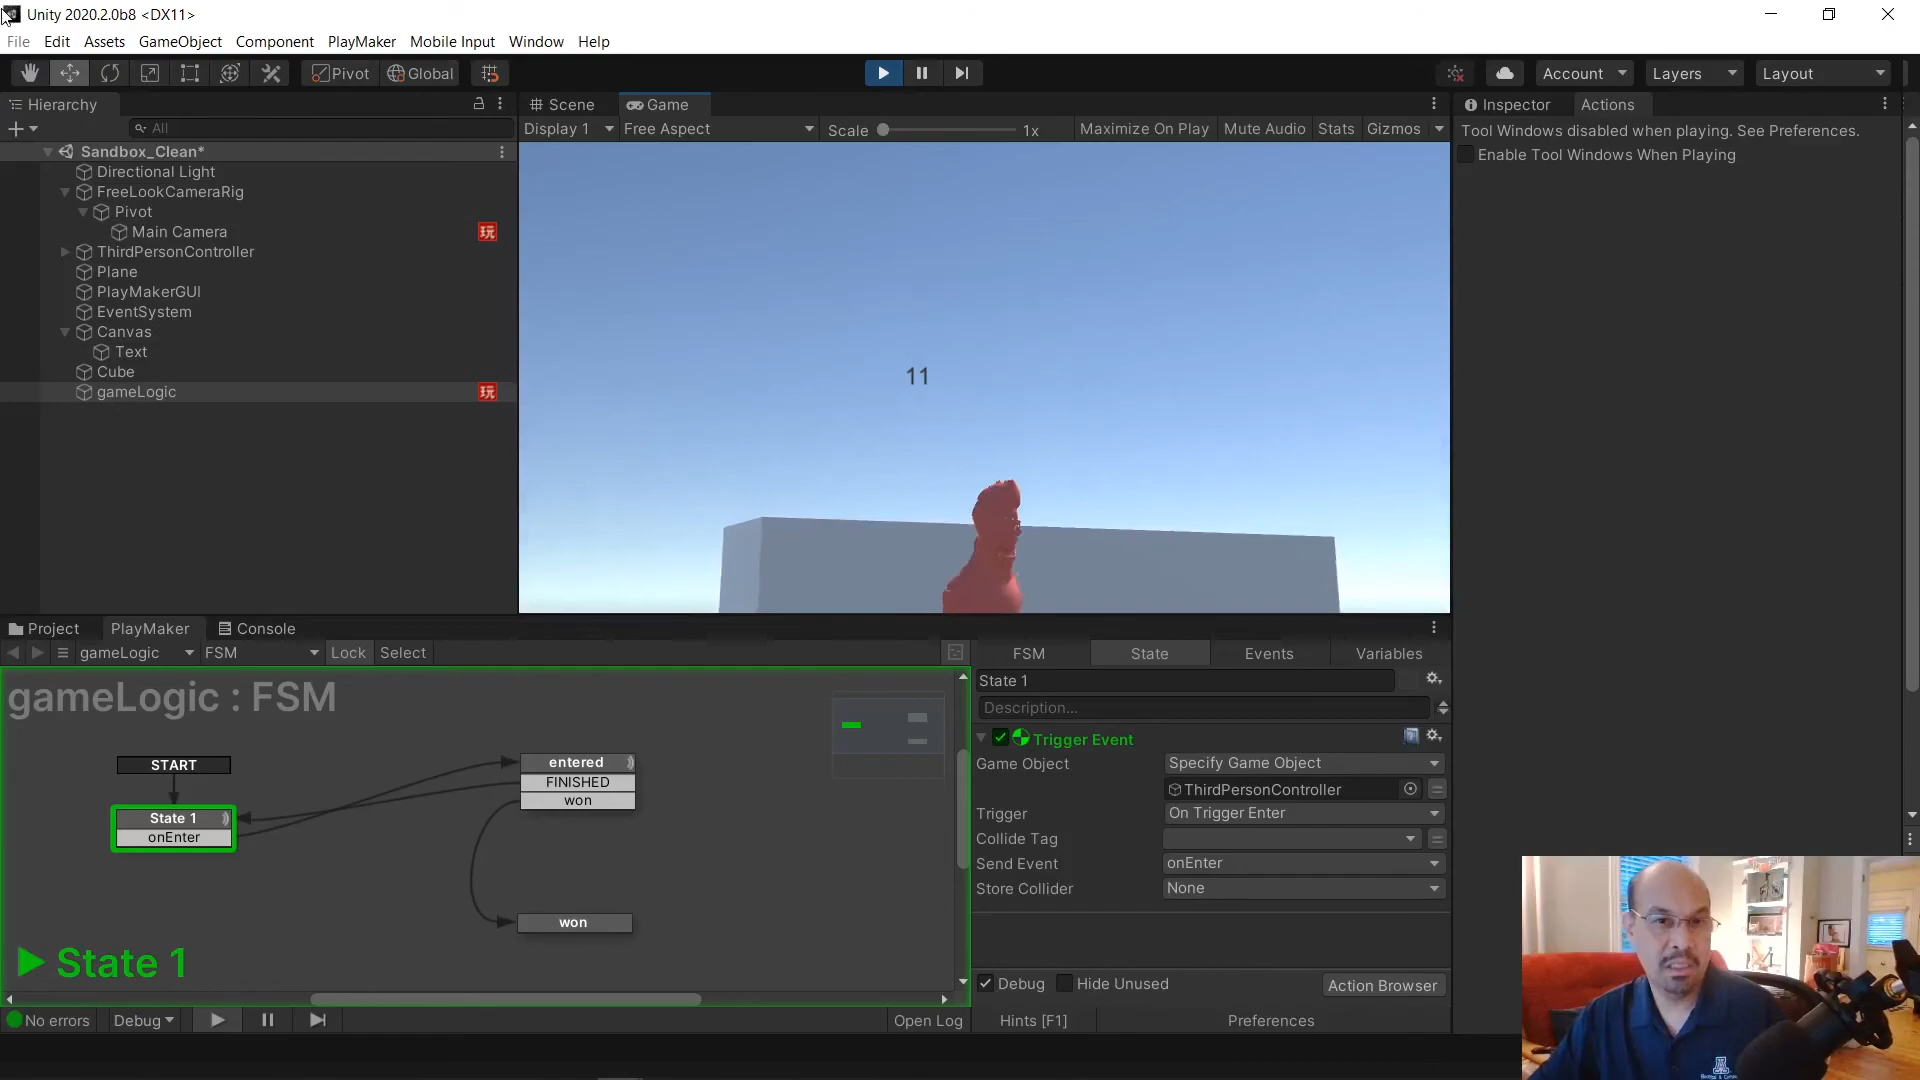 Unity 2020.2.0b8 <DX11>
File Edit Assets GameObject Component PlayMaker Mobile Input Window Help
Pivot Global Account Layers Layout
Hierarchy
All
Sandbox_Clean*
Directional Light
FreeLookCameraRig
Pivot
Main Camera 玩
ThirdPersonController
Plane
PlayMakerGUI
EventSystem
Canvas
Text
Cube
gameLogic 玩
Scene Game
Display 1 Free Aspect Scale 1x Maximize On Play Mute Audio Stats Gizmos
11
Inspector Actions
Tool Windows disabled when playing. See Preferences.
Enable Tool Windows When Playing
Project PlayMaker Console
gameLogic FSM Lock Select
gameLogic : FSM
START
State 1
onEnter
entered
FINISHED
won
won
State 1
No errors Debug Open Log
FSM State Events Variables
State 1
Description...
Trigger Event
Game Object Specify Game Object
ThirdPersonController
Trigger On Trigger Enter
Collide Tag
Send Event onEnter
Store Collider None
Debug Hide Unused Action Browser
Hints [F1] Preferences